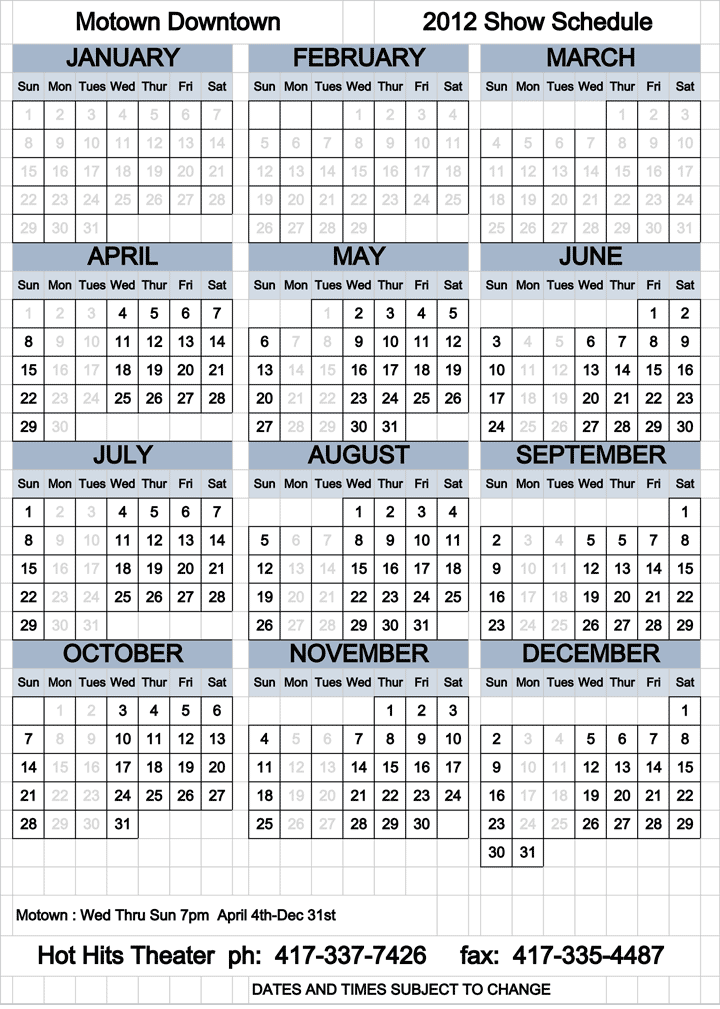 Motown Downtown 2012 Show Schedule
JANUARY
Sun Mon Tues Wed Thur Fri Sat
1 2 3 4 5 6 7
8 9 10 11 12 13 14
15 16 17 18 19 20 21
22 23 24 25 26 27 28
29 30 31
FEBRUARY
Sun Mon Tues Wed Thur Fri Sat
1 2 3 4
5 6 7 8 9 10 11
12 13 14 15 16 17 18
19 20 21 22 23 24 25
26 27 28 29
MARCH
Sun Mon Tues Wed Thur Fri Sat
1 2 3
4 5 6 7 8 9 10
11 12 13 14 15 16 17
18 19 20 21 22 23 24
25 26 27 28 29 30 31
APRIL
Sun Mon Tues Wed Thur Fri Sat
1 2 3 4 5 6 7
8 9 10 11 12 13 14
15 16 17 18 19 20 21
22 23 24 25 26 27 28
29 30
MAY
Sun Mon Tues Wed Thur Fri Sat
1 2 3 4 5
6 7 8 9 10 11 12
13 14 15 16 17 18 19
20 21 22 23 24 25 26
27 28 29 30 31
JUNE
Sun Mon Tues Wed Thur Fri Sat
1 2
3 4 5 6 7 8 9
10 11 12 13 14 15 16
17 18 19 20 21 22 23
24 25 26 27 28 29 30
JULY
Sun Mon Tues Wed Thur Fri Sat
1 2 3 4 5 6 7
8 9 10 11 12 13 14
15 16 17 18 19 20 21
22 23 24 25 26 27 28
29 30 31
AUGUST
Sun Mon Tues Wed Thur Fri Sat
1 2 3 4
5 6 7 8 9 10 11
12 13 14 15 16 17 18
19 20 21 22 23 24 25
26 27 28 29 30 31
SEPTEMBER
Sun Mon Tues Wed Thur Fri Sat
1
2 3 4 5 5 7 8
9 10 11 12 13 14 15
16 17 18 19 20 21 22
23 24 25 26 27 28 29
OCTOBER
Sun Mon Tues Wed Thur Fri Sat
1 2 3 4 5 6
7 8 9 10 11 12 13
14 15 16 17 18 19 20
21 22 23 24 25 26 27
28 29 30 31
NOVEMBER
Sun Mon Tues Wed Thur Fri Sat
1 2 3
4 5 6 7 8 9 10
11 12 13 14 15 16 17
18 19 20 21 22 23 24
25 26 27 28 29 30
DECEMBER
Sun Mon Tues Wed Thur Fri Sat
1
2 3 4 5 6 7 8
9 10 11 12 13 14 15
16 17 18 19 20 21 22
23 24 25 26 27 28 29
30 31
Motown : Wed Thru Sun 7pm April 4th-Dec 31st
Hot Hits Theater ph: 417-337-7426 fax: 417-335-4487
DATES AND TIMES SUBJECT TO CHANGE